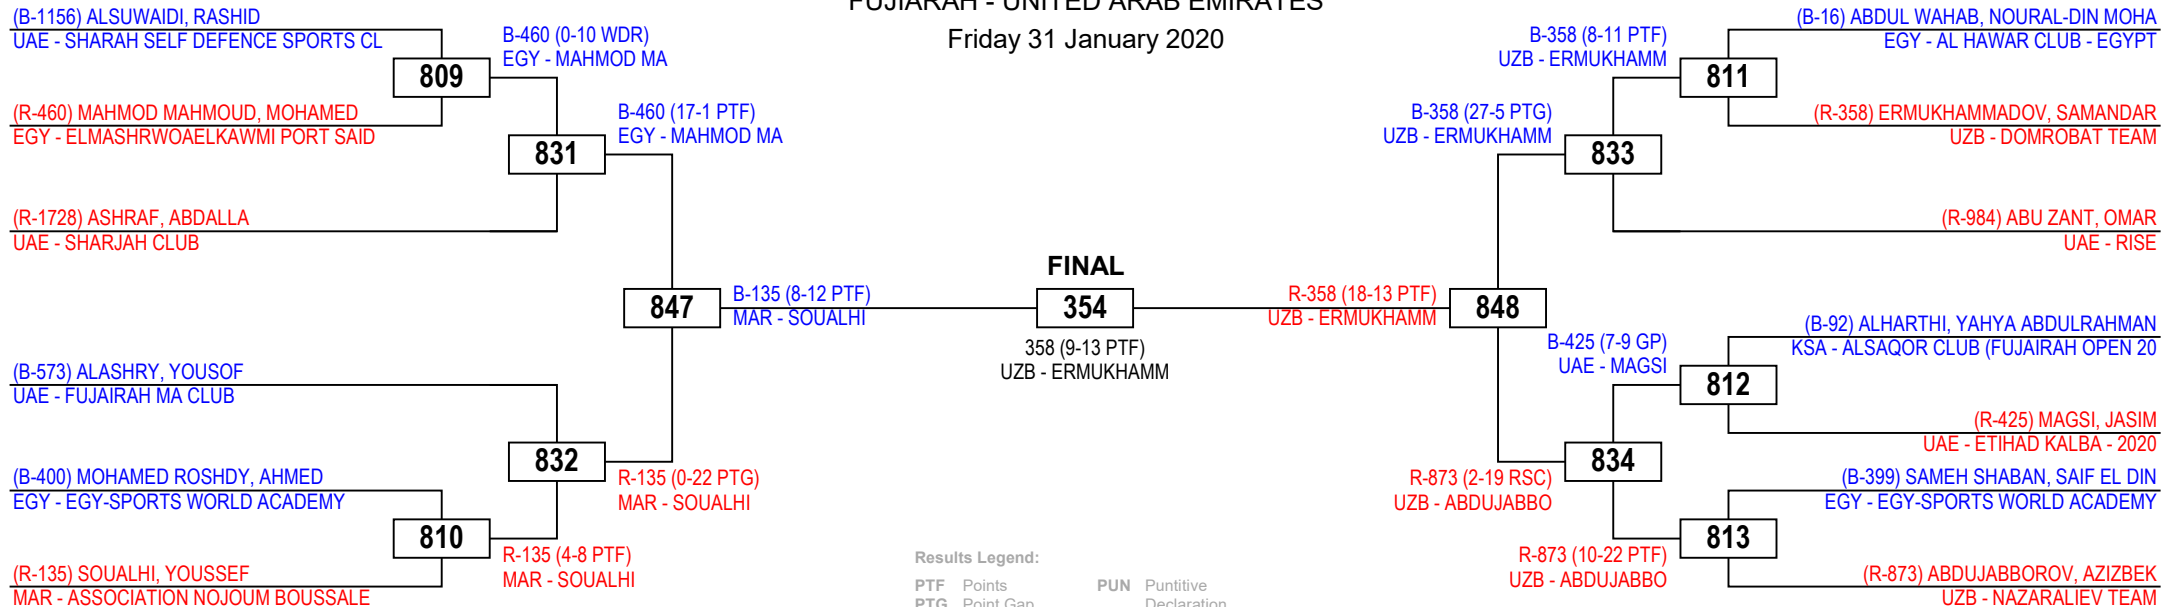 FUJIARAH - UNITED ARAB EMIRATES
Friday 31 January 2020
(B-1156) ALSUWAIDI, RASHID
UAE - SHARAH SELF DEFENCE SPORTS CL
809
(R-460) MAHMOD MAHMOUD, MOHAMED
EGY - ELMASHRWOAELKAWMI PORT SAID
B-460 (0-10 WDR)
EGY - MAHMOD MA
831
(R-1728) ASHRAF, ABDALLA
UAE - SHARJAH CLUB
B-460 (17-1 PTF)
EGY - MAHMOD MA
847
(B-573) ALASHRY, YOUSOF
UAE - FUJAIRAH MA CLUB
832
(B-400) MOHAMED ROSHDY, AHMED
EGY - EGY-SPORTS WORLD ACADEMY
810
(R-135) SOUALHI, YOUSSEF
MAR - ASSOCIATION NOJOUM BOUSSALE
R-135 (4-8 PTF)
MAR - SOUALHI
R-135 (0-22 PTG)
MAR - SOUALHI
B-135 (8-12 PTF)
MAR - SOUALHI
FINAL
354
358 (9-13 PTF)
UZB - ERMUKHAMM
R-358 (18-13 PTF)
UZB - ERMUKHAMM
848
B-358 (27-5 PTG)
UZB - ERMUKHAMM
833
B-358 (8-11 PTF)
UZB - ERMUKHAMM
811
(B-16) ABDUL WAHAB, NOURAL-DIN MOHA
EGY - AL HAWAR CLUB - EGYPT
(R-358) ERMUKHAMMADOV, SAMANDAR
UZB - DOMROBAT TEAM
(R-984) ABU ZANT, OMAR
UAE - RISE
(B-92) ALHARTHI, YAHYA ABDULRAHMAN
KSA - ALSAQOR CLUB (FUJAIRAH OPEN 20
B-425 (7-9 GP)
UAE - MAGSI
812
(R-425) MAGSI, JASIM
UAE - ETIHAD KALBA - 2020
834
R-873 (2-19 RSC)
UZB - ABDUJABBO
(B-399) SAMEH SHABAN, SAIF EL DIN
EGY - EGY-SPORTS WORLD ACADEMY
813
R-873 (10-22 PTF)
UZB - ABDUJABBO
(R-873) ABDUJABBOROV, AZIZBEK
UZB - NAZARALIEV TEAM
Results Legend:
PTF Points PUN Puntitive
PTG Point Gap Declaration